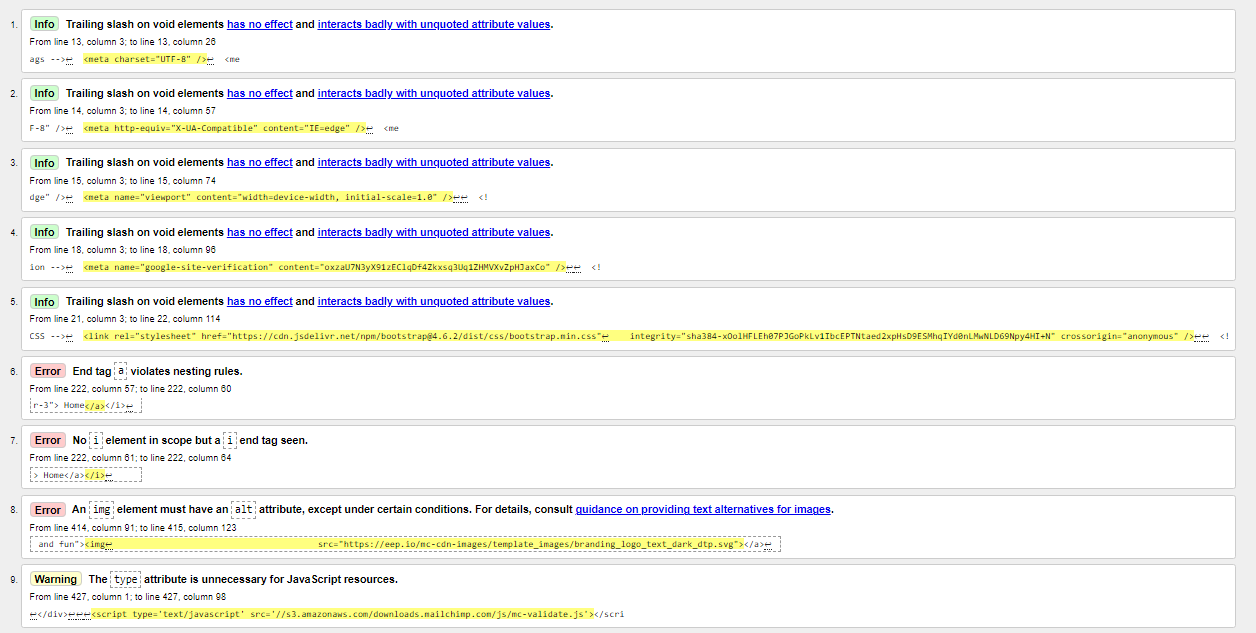 1. Info Trailing slash on void elements has no effect and interacts badly with unquoted attribute values.
From line 13, column 3; to line 13, column 26
ags -->↩ <meta charset="UTF-8" />↩ <me
2. Info Trailing slash on void elements has no effect and interacts badly with unquoted attribute values.
From line 14, column 3; to line 14, column 57
F-8" />↩ <meta http-equiv="X-UA-Compatible" content="IE=edge" />↩ <me
3. Info Trailing slash on void elements has no effect and interacts badly with unquoted attribute values.
From line 15, column 3; to line 15, column 74
dge" />↩ <meta name="viewport" content="width=device-width, initial-scale=1.0" />↩↩ <!
4. Info Trailing slash on void elements has no effect and interacts badly with unquoted attribute values.
From line 18, column 3; to line 18, column 96
ion -->↩ <meta name="google-site-verification" content="oxzaU7N3yX91zEClqDf4Zkxsq3Uq1ZHMVXvZpHJaxCo" />↩↩ <!
5. Info Trailing slash on void elements has no effect and interacts badly with unquoted attribute values.
From line 21, column 3; to line 22, column 114
CSS -->↩ <link rel="stylesheet" href="https://cdn.jsdelivr.net/npm/bootstrap@4.6.2/dist/css/bootstrap.min.css"↩ integrity="sha384-xOolHFLEh07PJGoPkLv1IbcEPTNtaed2xpHsD9ESMhqIYd0nLMwNLD69Npy4HI+N" crossorigin="anonymous" />↩↩ <!
6. Error End tag a violates nesting rules.
From line 222, column 57; to line 222, column 60
r-3"> Home</a></i>↩
7. Error No i element in scope but a i end tag seen.
From line 222, column 61; to line 222, column 64
> Home</a></i>↩
8. Error An img element must have an alt attribute, except under certain conditions. For details, consult guidance on providing text alternatives for images.
From line 414, column 91; to line 415, column 123
and fun"><img↩ src="https://eep.io/mc-cdn-images/template_images/branding_logo_text_dark_dtp.svg"></a>↩
9. Warning The type attribute is unnecessary for JavaScript resources.
From line 427, column 1; to line 427, column 98
↩</div>↩↩↩<script type='text/javascript' src='//s3.amazonaws.com/downloads.mailchimp.com/js/mc-validate.js'></scri